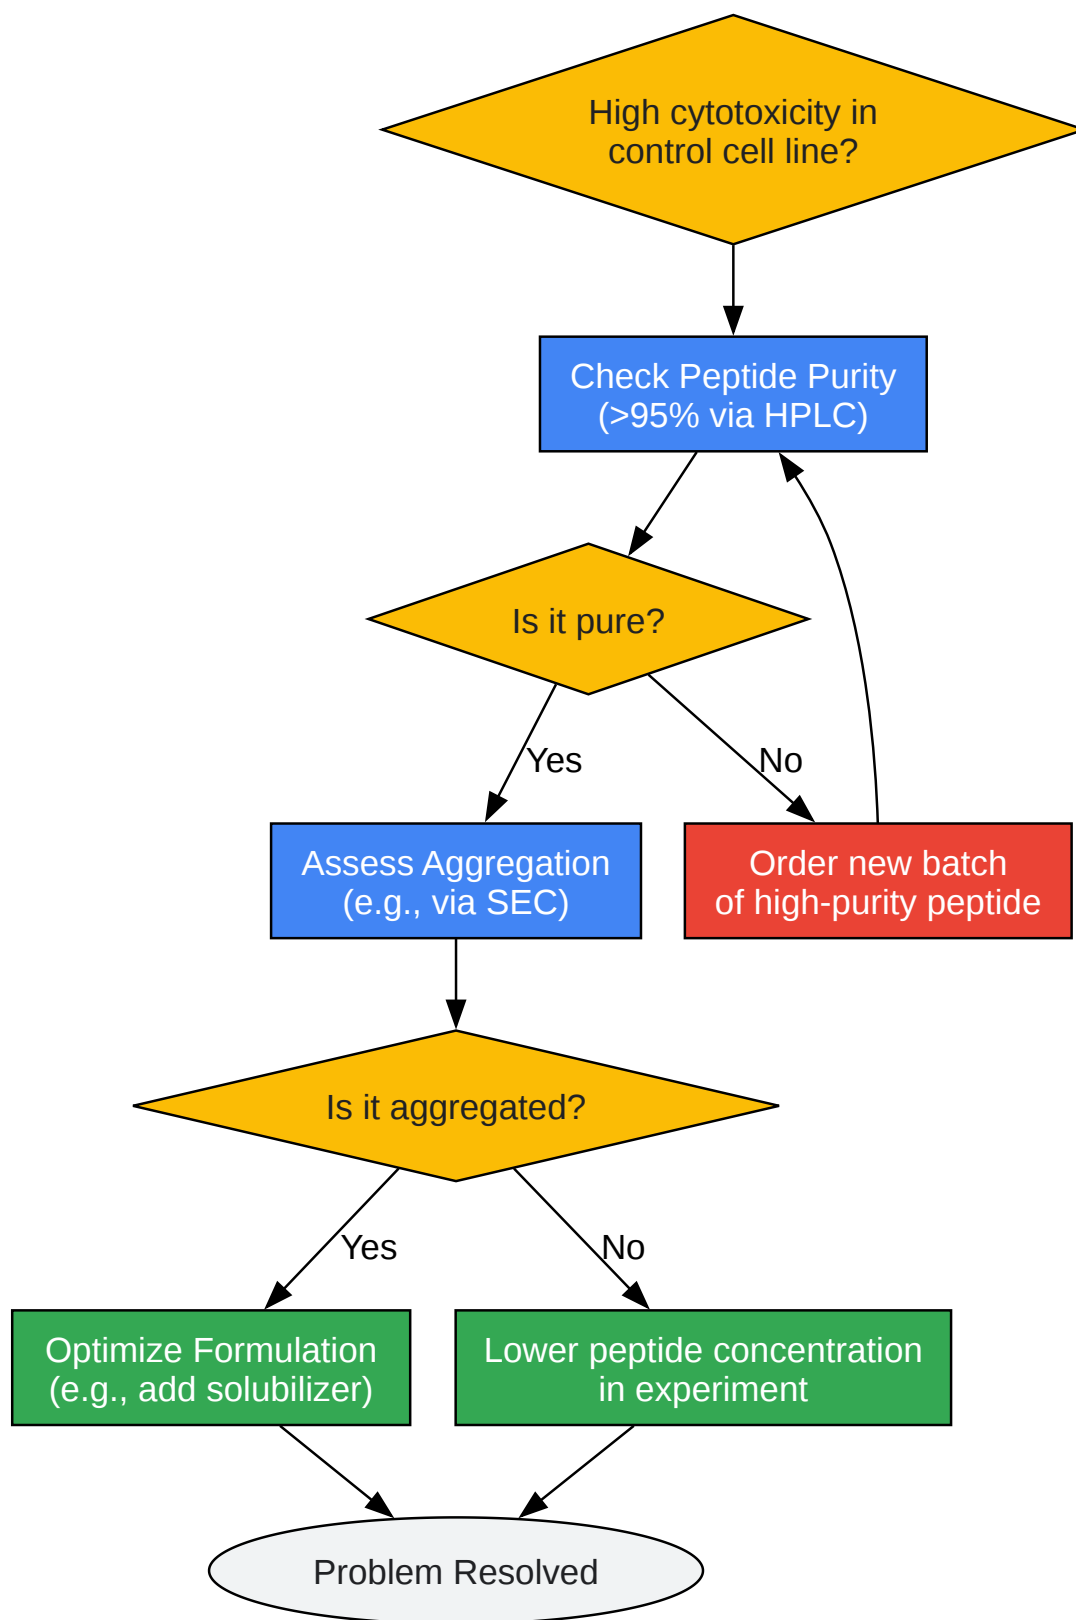 High cytotoxicity in
control cell line?
Check Peptide Purity
(>95% via HPLC)
Is it pure?
Yes
No
Assess Aggregation
(e.g., via SEC)
Order new batch
of high-purity peptide
Is it aggregated?
Yes
No
Optimize Formulation
(e.g., add solubilizer)
Lower peptide concentration
in experiment
Problem Resolved